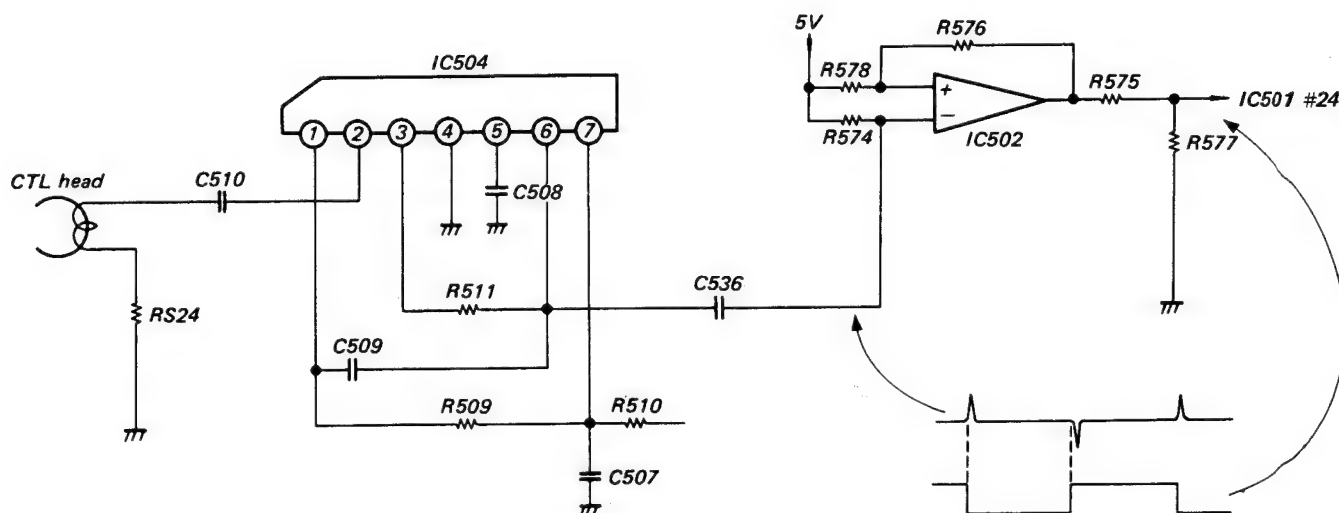 5V
R576
IC504
R578
+
R575
IC501 #24
1 2 3 4 5 6 7
R574
−
IC502
R577
CTL head
C510
C508
RS24
R511
C536
C509
R509
R510
C507